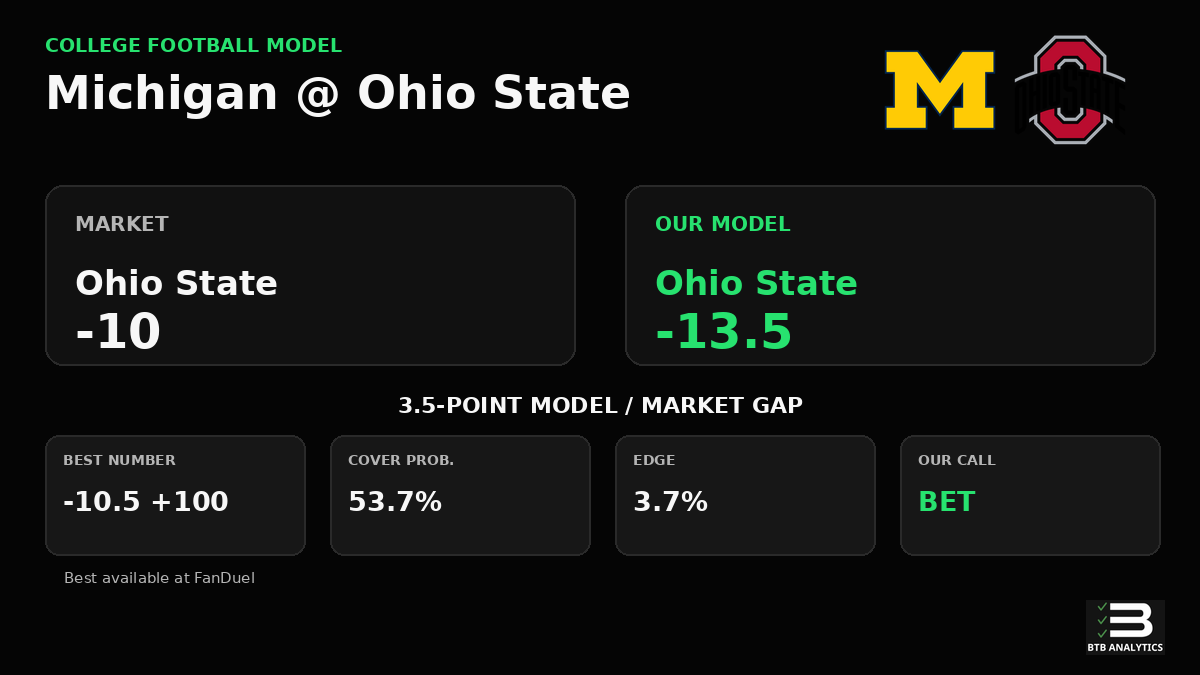 COLLEGE FOOTBALL MODEL
Michigan @ Ohio State
M
OHIO STATE
MARKET
Ohio State
-10
OUR MODEL
Ohio State
-13.5
3.5-POINT MODEL / MARKET GAP
BEST NUMBER
-10.5 +100
COVER PROB.
53.7%
EDGE
3.7%
OUR CALL
BET
Best available at FanDuel
B
BTB ANALYTICS